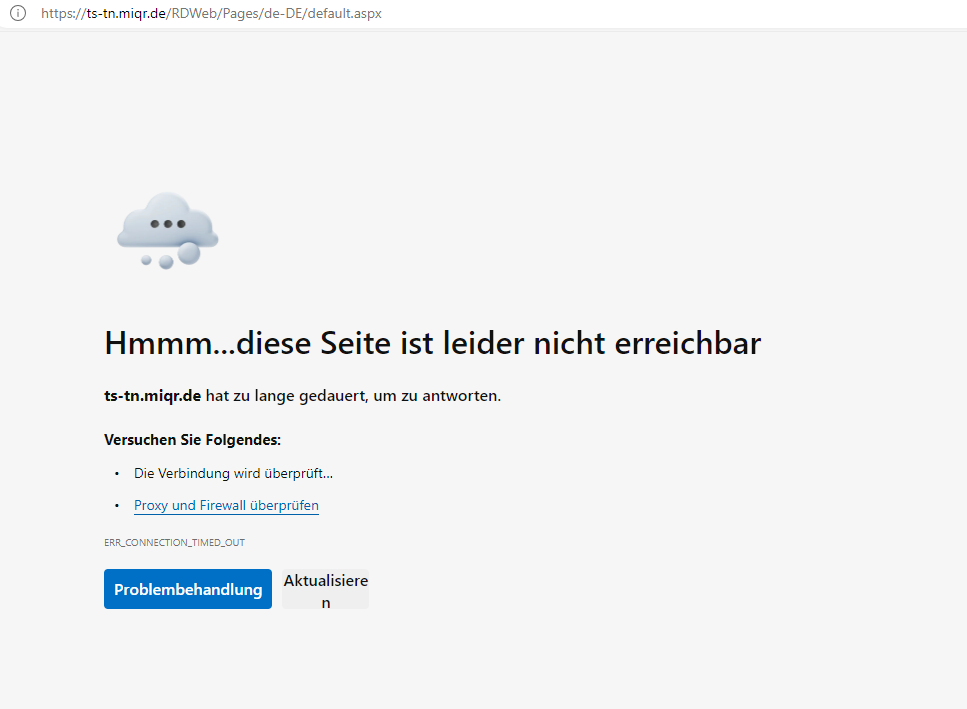 https://ts-tn.miqr.de/RDWeb/Pages/de-DE/default.aspx
Hmmm...diese Seite ist leider nicht erreichbar
ts-tn.miqr.de hat zu lange gedauert, um zu antworten.
Versuchen Sie Folgendes:
• Die Verbindung wird überprüft...
• Proxy und Firewall überprüfen
ERR_CONNECTION_TIMED_OUT
Problembehandlung
Aktualisiere
n